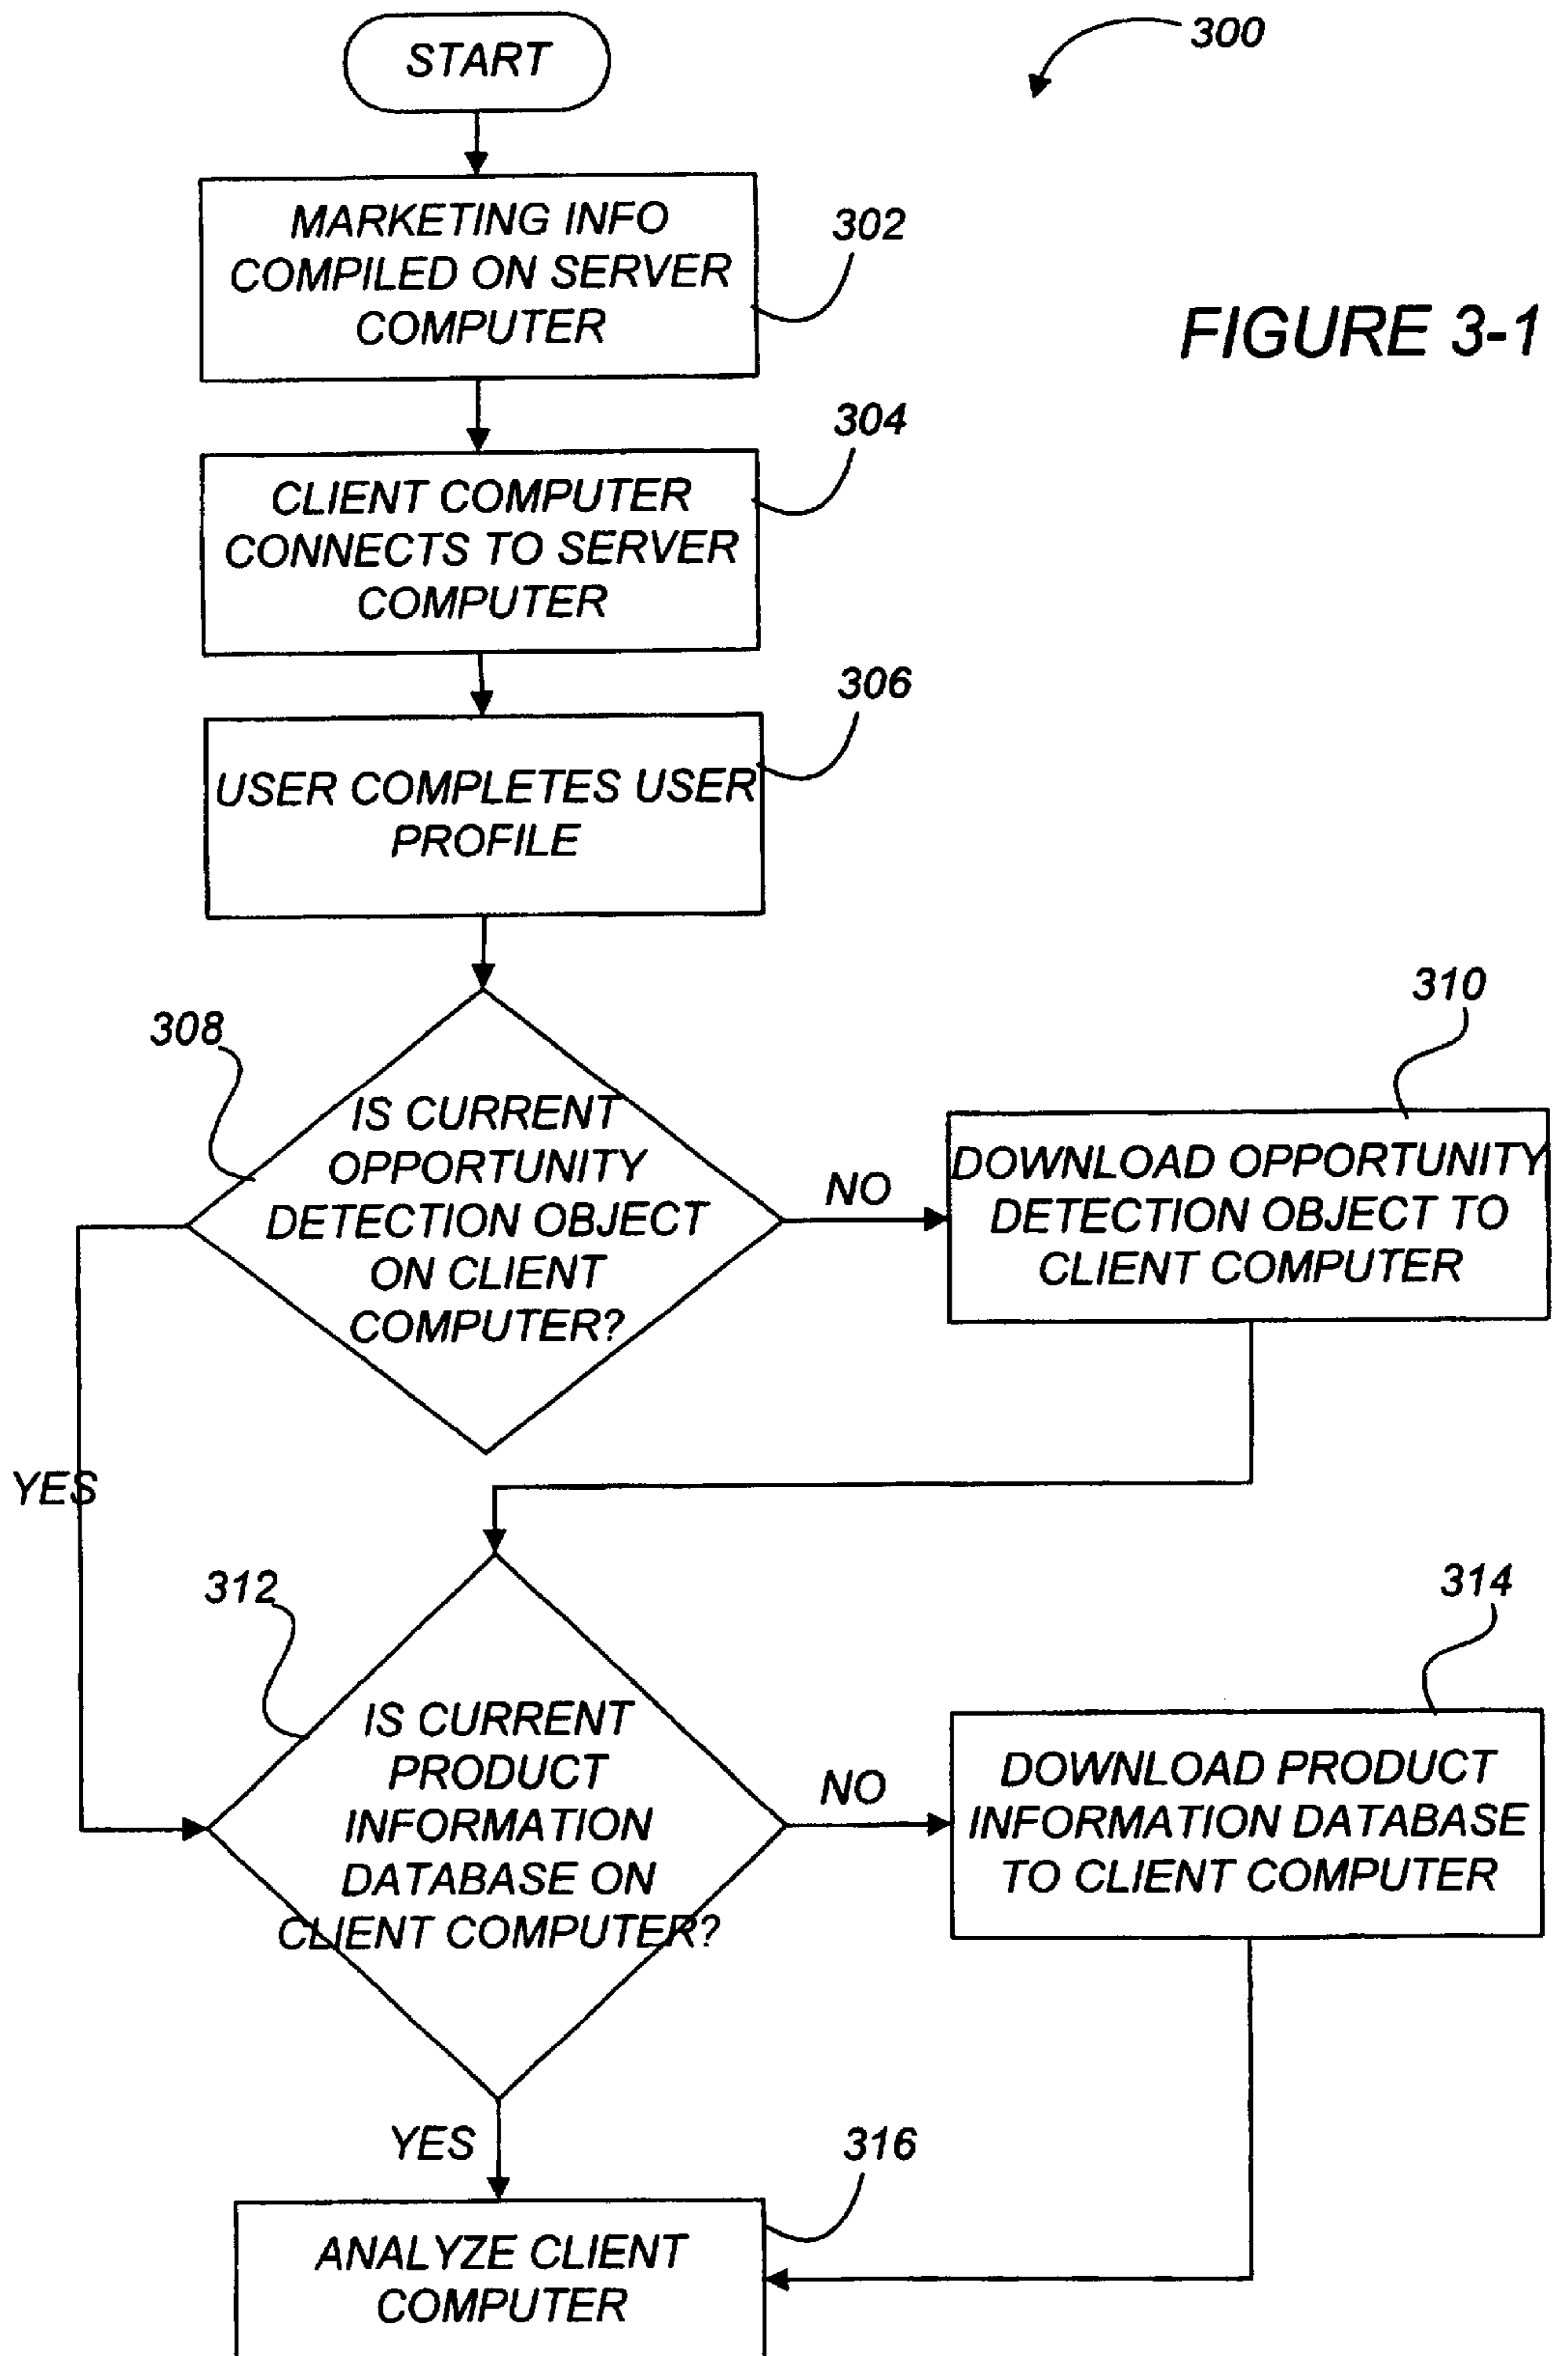 START
300
MARKETING INFO
COMPILED ON SERVER
COMPUTER
302
FIGURE 3-1
304
CLIENT COMPUTER
CONNECTS TO SERVER
COMPUTER
306
USER COMPLETES USER
PROFILE
308
IS CURRENT
OPPORTUNITY
DETECTION OBJECT
ON CLIENT
COMPUTER?
NO
310
DOWNLOAD OPPORTUNITY
DETECTION OBJECT TO
CLIENT COMPUTER
YES
312
IS CURRENT
PRODUCT
INFORMATION
DATABASE ON
CLIENT COMPUTER?
NO
314
DOWNLOAD PRODUCT
INFORMATION DATABASE
TO CLIENT COMPUTER
YES
316
ANALYZE CLIENT
COMPUTER